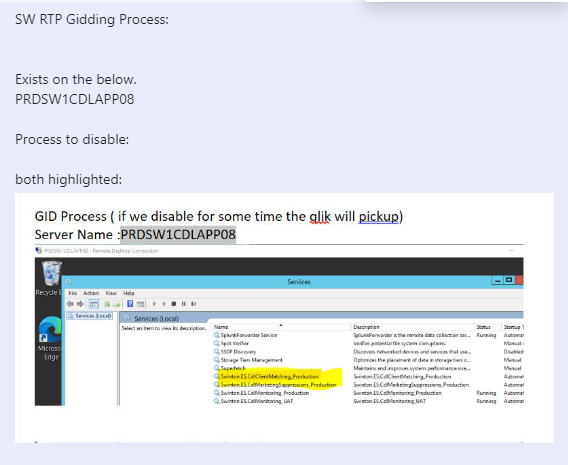 SW RTP Gidding Process:
Exists on the below.
PRDSW1CDLAPP08
Process to disable:
both highlighted:
GID Process ( if we disable for some time the qlik will pickup)
Server Name :PRDSW1CDLAPP08
PRDSW1CDLAPP08 - Remote Desktop Connection
Recycle
Services
File Action View Help
Services (Local) Services (Local)
Select an item to view its description. Name Description Status Startup T
SplunkForwarder Service SplunkForwarder is the remote data collection ser... Running Automat
Spot Verifier Verifies potential file system corruptions. Manual
SSDP Discovery Discovers networked devices and services that use... Disabled
Microso
Edge
Storage Tiers Management Optimizes the placement of data in storage tiers o... Manual
Superfetch Maintains and improves system performance ove... Manual
Swinton.ES.CdlClientMatching_Production Swinton.ES.CdlClientMatching_Production Automat
Swinton.ES.CdlMarketingSuppressions_Production Swinton.ES.CdlMarketingSuppressions_Production Automat
Swinton.ES.CdlMonitoring_Production Swinton.ES.CdlMonitoring_Production Running Automat
Swinton.ES.CdlMonitoring_UAT Swinton.ES.CdlMonitoring_UAT Running Automat